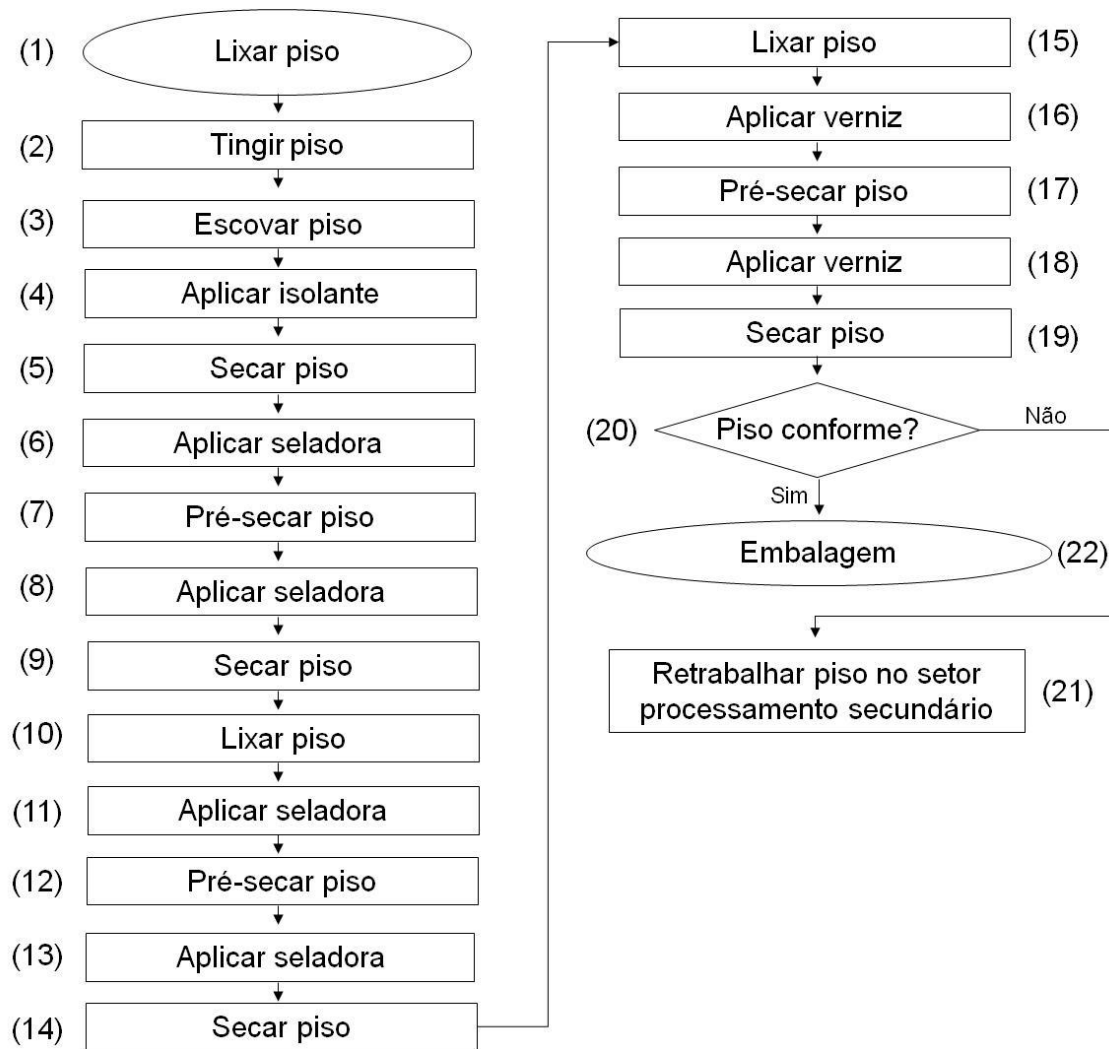 (1) Lixar piso
(2) Tingir piso
(3) Escovar piso
(4) Aplicar isolante
(5) Secar piso
(6) Aplicar seladora
(7) Pré-secar piso
(8) Aplicar seladora
(9) Secar piso
(10) Lixar piso
(11) Aplicar seladora
(12) Pré-secar piso
(13) Aplicar seladora
(14) Secar piso
Lixar piso (15)
Aplicar verniz (16)
Pré-secar piso (17)
Aplicar verniz (18)
Secar piso (19)
(20) Piso conforme? Não
Sim
Embalagem (22)
Retrabalhar piso no setor
processamento secundário (21)